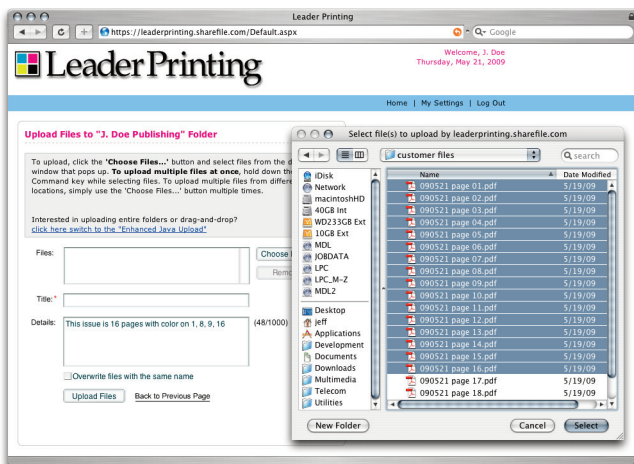 Leader Printing
https://leaderprinting.sharefile.com/Default.aspx
Google
Leader Printing
Welcome, J. Doe
Thursday, May 21, 2009
Home | My Settings | Log Out
Upload Files to "J. Doe Publishing" Folder
To upload, click the 'Choose Files...' button and select files from the d
window that pops up. To upload multiple files at once, hold down th
Command key while selecting files. To upload multiple files from differe
locations, simply use the 'Choose Files...' button multiple times.
Interested in uploading entire folders or drag-and-drop?
click here switch to the "Enhanced Java Upload"
Files:
Choose
Remo
Title:*
Details:
This issue is 16 pages with color on 1, 8, 9, 16
(48/1000)
Overwrite files with the same name
Upload Files
Back to Previous Page
Select file(s) to upload by leaderprinting.sharefile.com
customer files
search
iDisk
Network
macintoshHD
40GB Int
WD233GB Ext
10GB Ext
MDL
JOBDATA
LPC
LPC_M-Z
MDL2
Desktop
jeff
Applications
Development
Documents
Downloads
Multimedia
Telecom
Utilities
Name
Date Modified
090521 page 01.pdf 5/19/09
090521 page 02.pdf 5/19/09
090521 page 03.pdf 5/19/09
090521 page 04.pdf 5/19/09
090521 page 05.pdf 5/19/09
090521 page 06.pdf 5/19/09
090521 page 07.pdf 5/19/09
090521 page 08.pdf 5/19/09
090521 page 09.pdf 5/19/09
090521 page 10.pdf 5/19/09
090521 page 11.pdf 5/19/09
090521 page 12.pdf 5/19/09
090521 page 13.pdf 5/19/09
090521 page 14.pdf 5/19/09
090521 page 15.pdf 5/19/09
090521 page 16.pdf 5/19/09
090521 page 17.pdf 5/19/09
090521 page 18.pdf 5/19/09
New Folder
Cancel
Select